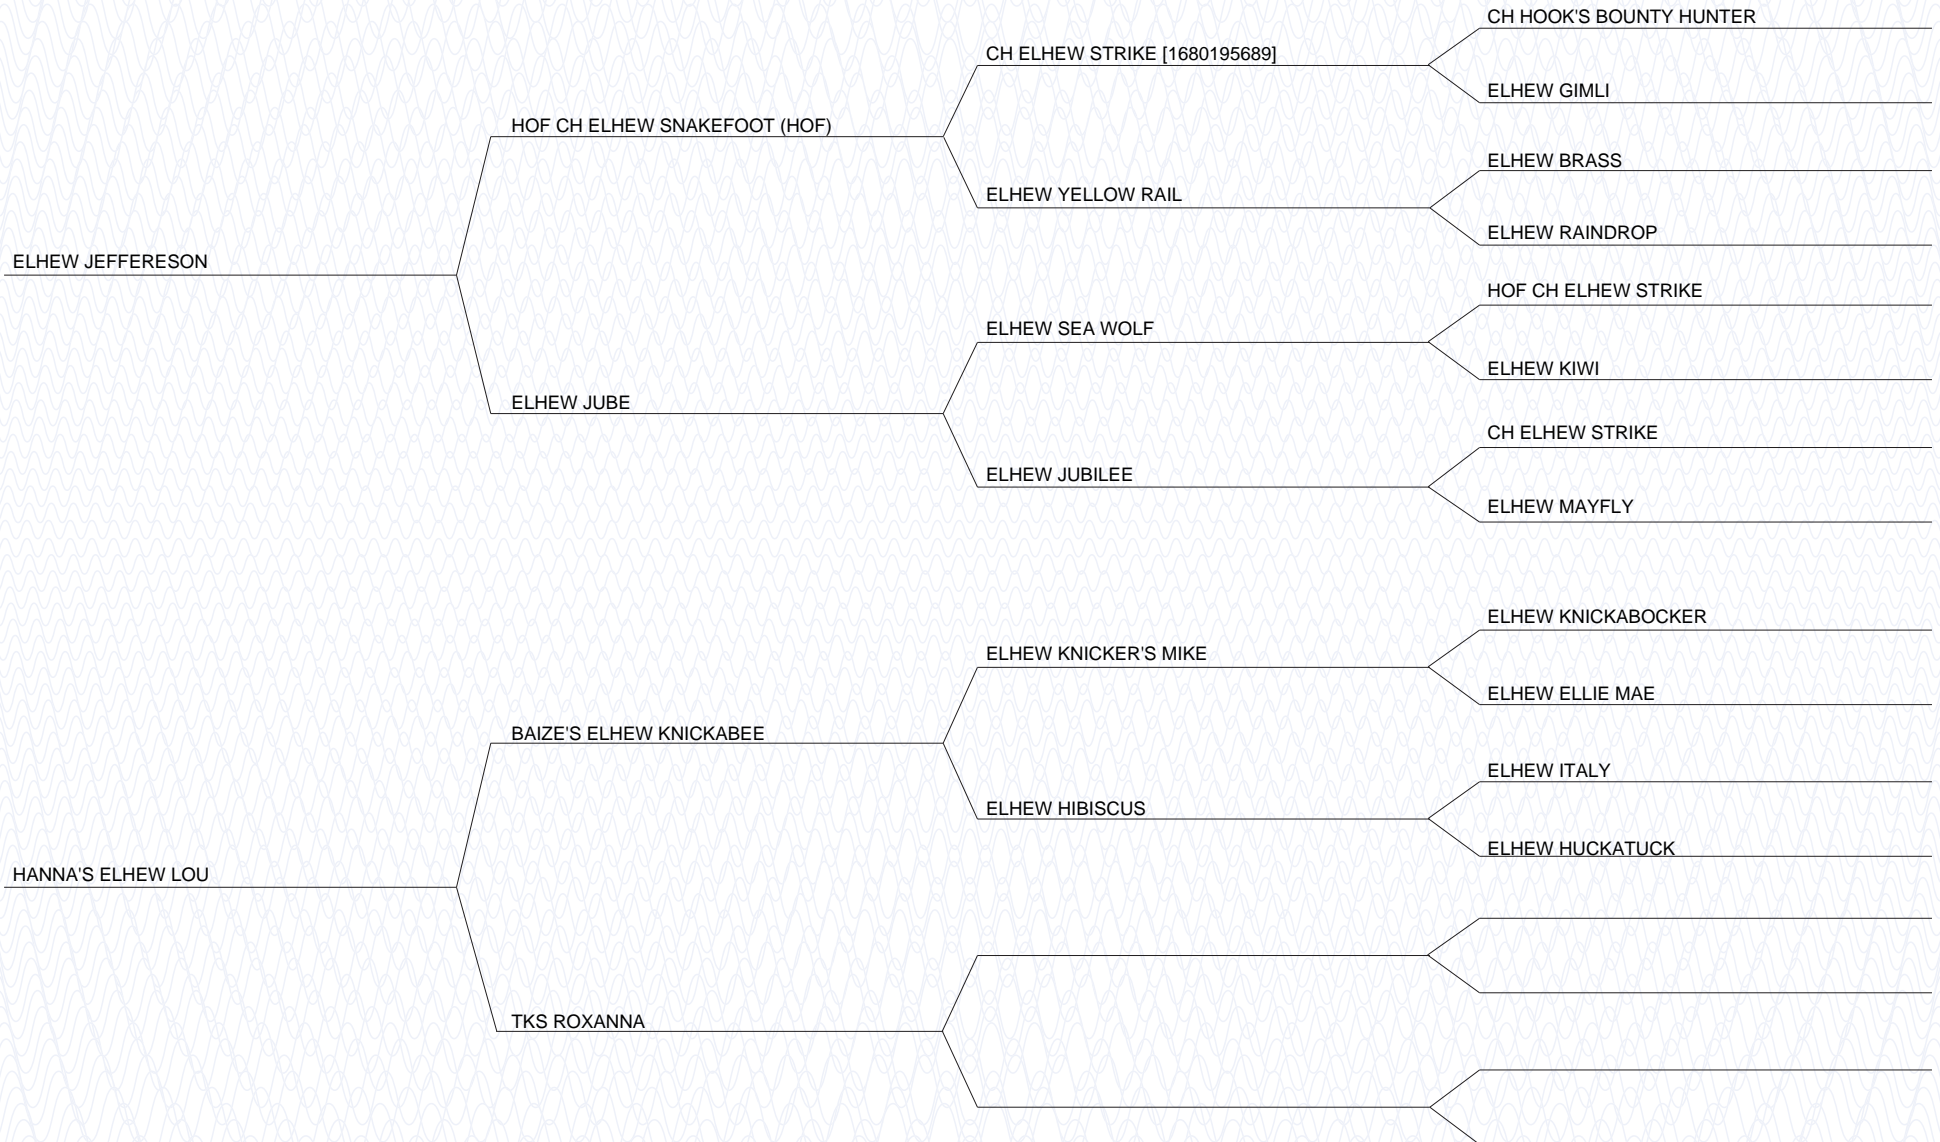 CH HOOK'S BOUNTY HUNTER
CH ELHEW STRIKE [1680195689]
ELHEW GIMLI
HOF CH ELHEW SNAKEFOOT (HOF)
ELHEW BRASS
ELHEW YELLOW RAIL
ELHEW RAINDROP
ELHEW JEFFERESON
HOF CH ELHEW STRIKE
ELHEW SEA WOLF
ELHEW KIWI
ELHEW JUBE
CH ELHEW STRIKE
ELHEW JUBILEE
ELHEW MAYFLY
ELHEW KNICKABOCKER
ELHEW KNICKER'S MIKE
ELHEW ELLIE MAE
BAIZE'S ELHEW KNICKABEE
ELHEW ITALY
ELHEW HIBISCUS
ELHEW HUCKATUCK
HANNA'S ELHEW LOU
TKS ROXANNA